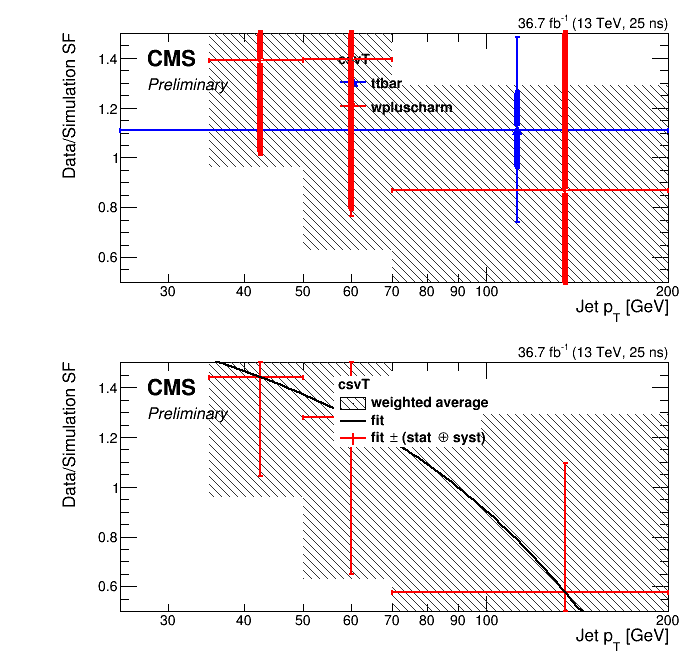 36.7 fb⁻¹ (13 TeV, 25 ns)
Data/Simulation SF
CMS
Preliminary
csvT
ttbar
wpluscharm
1.4
1.2
1
0.8
0.6
30 40 50 60 70 80 90 100 200
Jet p_T [GeV]
36.7 fb⁻¹ (13 TeV, 25 ns)
Data/Simulation SF
CMS
Preliminary
csvT
weighted average
fit
fit ± (stat ⊕ syst)
1.4
1.2
1
0.8
0.6
30 40 50 60 70 80 90 100 200
Jet p_T [GeV]